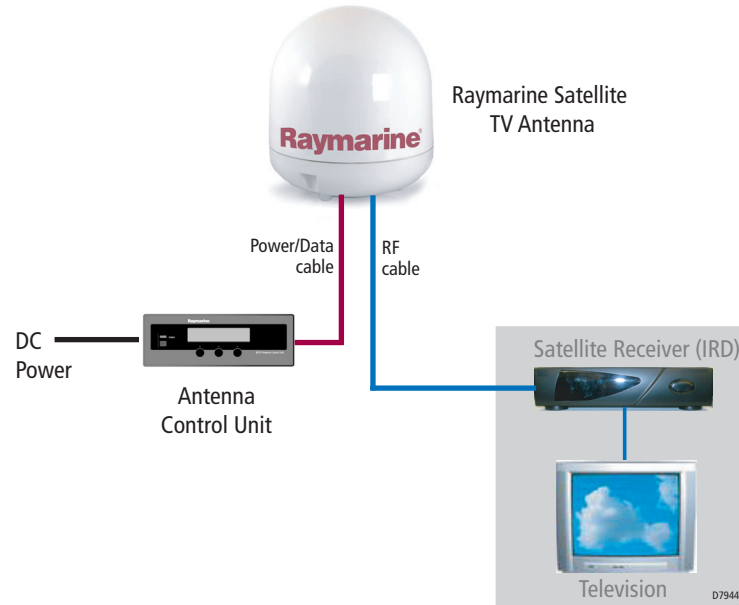 Raymarine
Raymarine Satellite
TV Antenna
Power/Data
cable
RF
cable
Raymarine
DC
Power
Antenna
Control Unit
Satellite Receiver (IRD)
Television
D7944